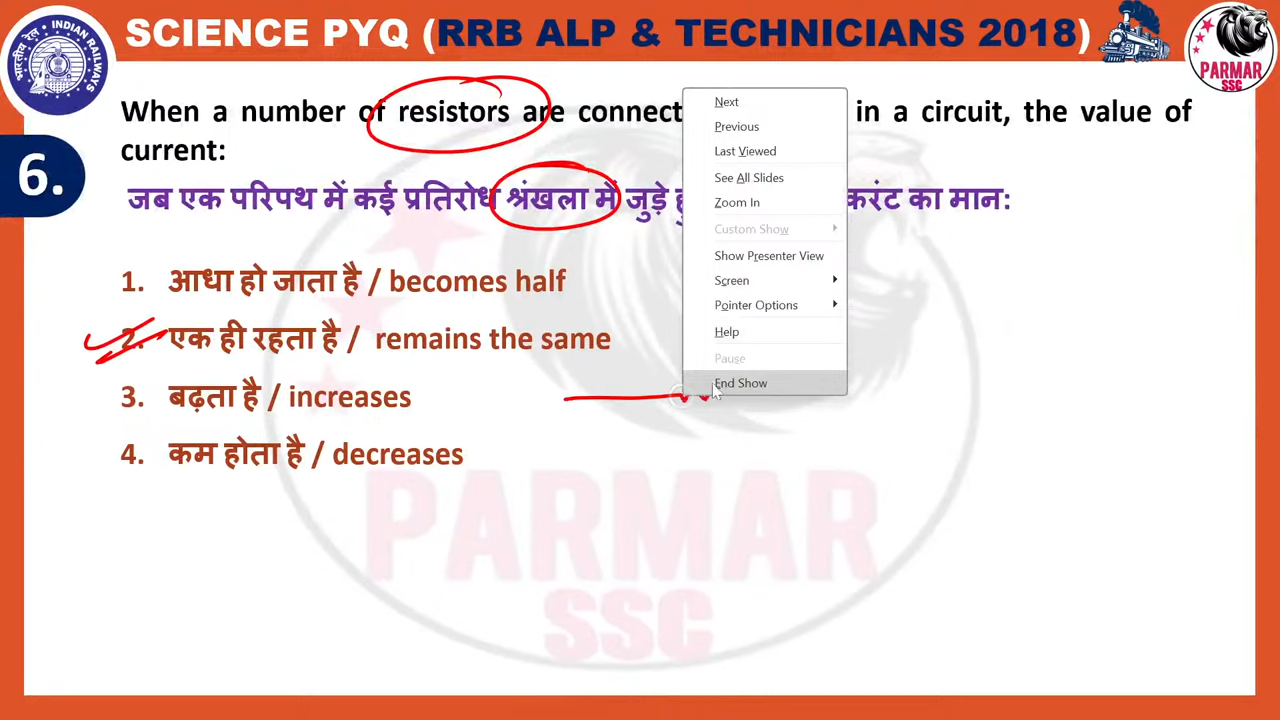 SCIENCE PYQ (RRB ALP & TECHNICIANS 2018)
भारतीय रेल INDIAN RAILWAYS
PARMAR
SSC
When a number of resistors are connect in a circuit, the value of
current:
6.
जब एक परिपथ में कई प्रतिरोध श्रंखला में जुड़े करंट का मान:
1. आधा हो जाता है / becomes half
2. एक ही रहता है / remains the same
3. बढ़ता है / increases
4. कम होता है / decreases
Next
Previous
Last Viewed
See All Slides
Zoom In
Custom Show
Show Presenter View
Screen
Pointer Options
Help
Pause
End Show
PARMAR
SSC